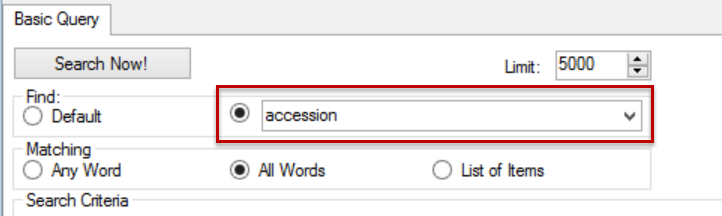 Basic Query
Search Now!
Limit: 5000
Find:
Default
accession
Matching
Any Word
All Words
List of Items
Search Criteria